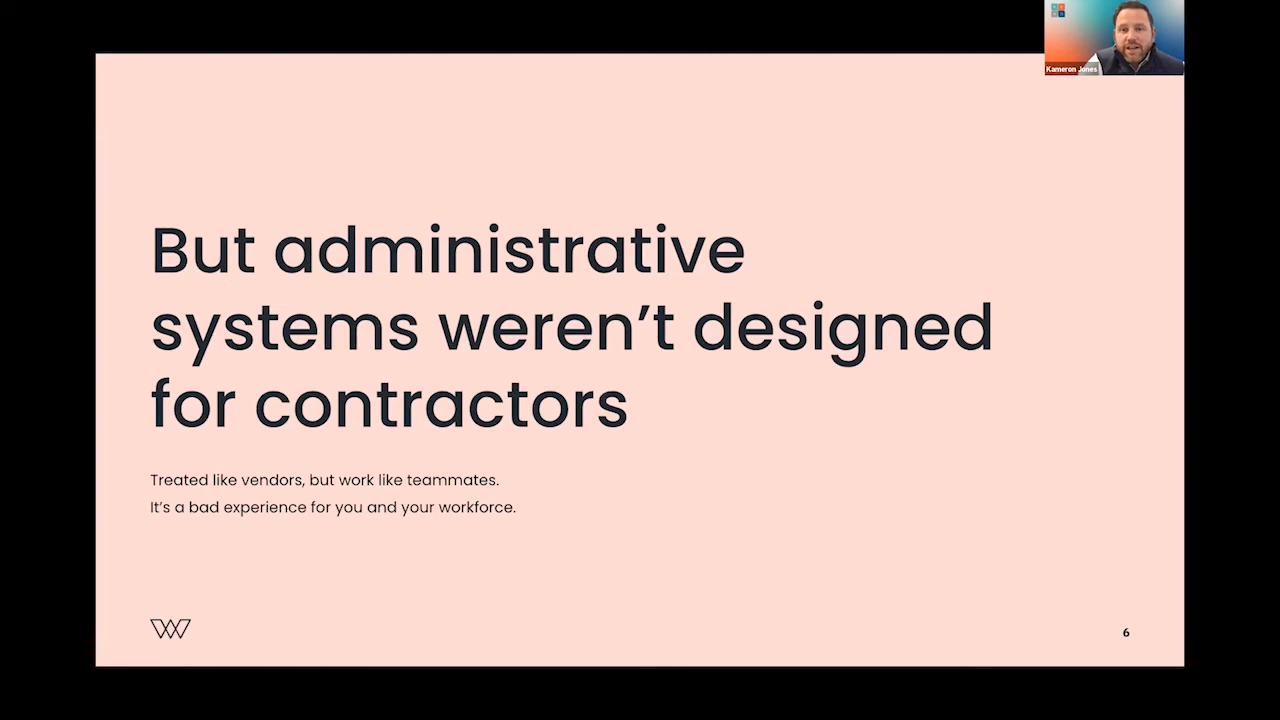 Kameron Jones
But administrative
systems weren’t designed
for contractors
Treated like vendors, but work like teammates.
It’s a bad experience for you and your workforce.
6